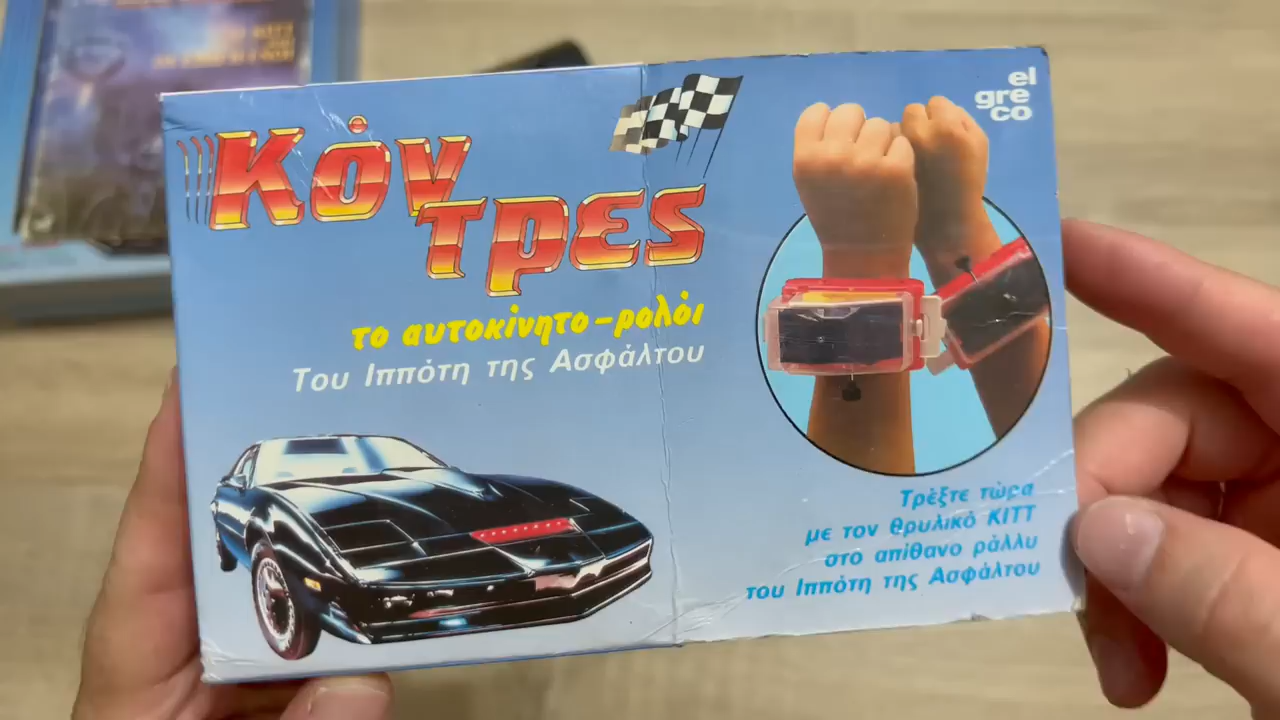 Κόν
τρες
το αυτοκίνητο-ρολόι
Του Ιππότη της Ασφάλτου
el
gre
co
Τρέξτε τώρα
με τον θρυλικό ΚΙΤΤ
στο απίθανο ράλλυ
του Ιππότη της Ασφάλτου